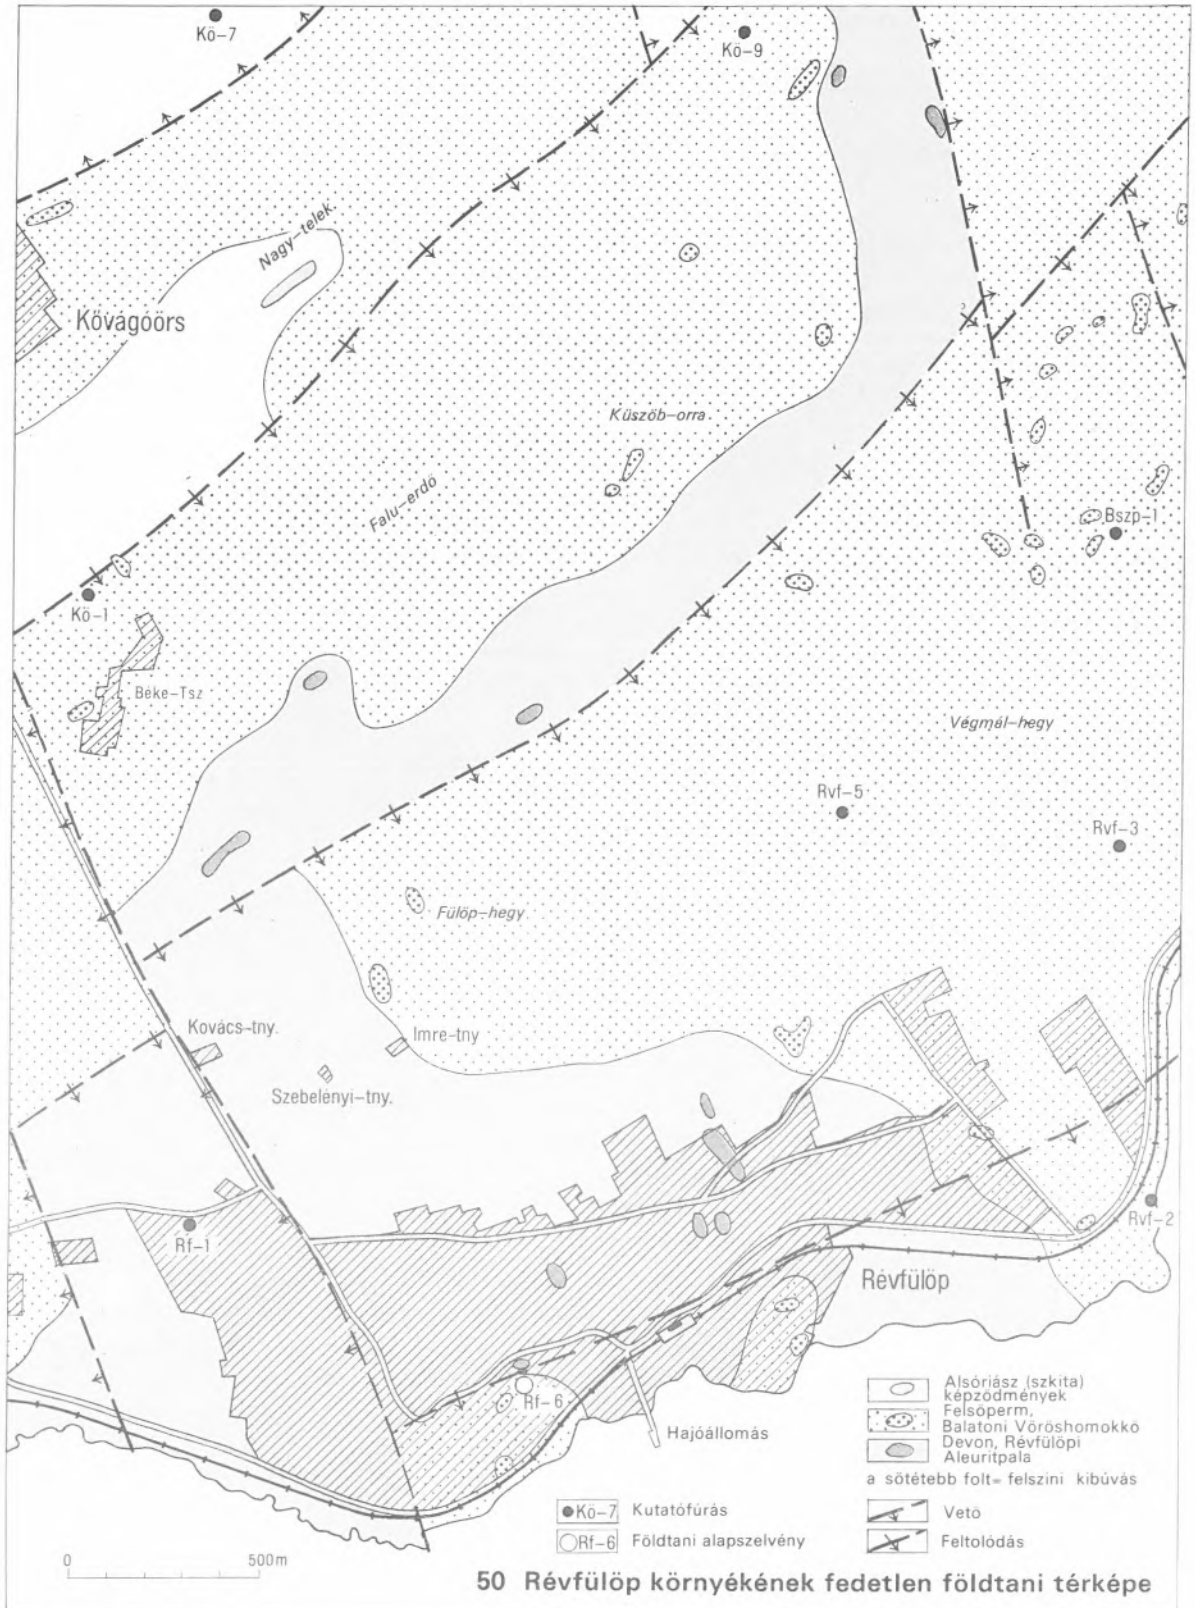 Kö-7
Kö-9
Nagy-telek
Kővágóörs
Küszöb-orra
Falu-erdő
Bszp-1
Kö-1
Béke-Tsz
Végmál-hegy
Rvf-5
Rvf-3
Fülöp-hegy
Kovács-tny.
Imre-tny
Szebelényi-tny.
Rvf-2
Rf-1
Révfülöp
Rf-6
Hajóállomás
Alsóriász (szkita)
képződmények
Felsőperm,
Balatoni Vöröshomokkő
Devon, Révfülöpi
Aleuritpala
a sötétebb folt= felszini kibúvás
Kö-7 Kutatófúrás
Vető
Rf-6 Földtani alapszelvény
Feltolódás
0 500m
50 Révfülöp környékének fedetlen földtani térképe